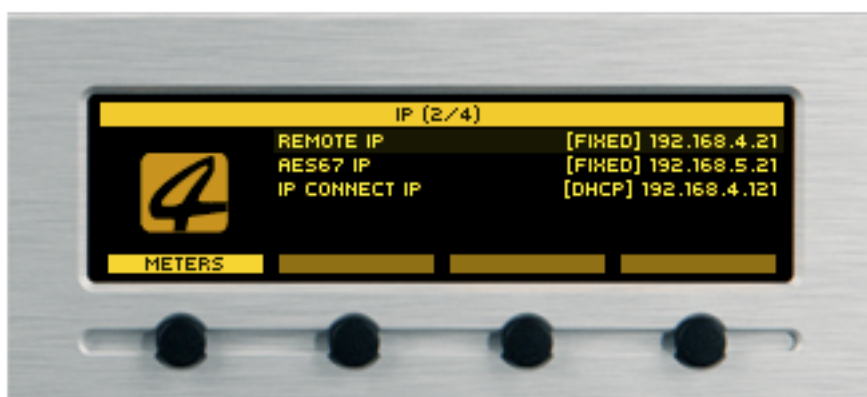 IP (2/4)
REMOTE IP [FIXED] 192.168.4.21
AES67 IP [FIXED] 192.168.5.21
IP CONNECT IP [DHCP] 192.168.4.121
METERS